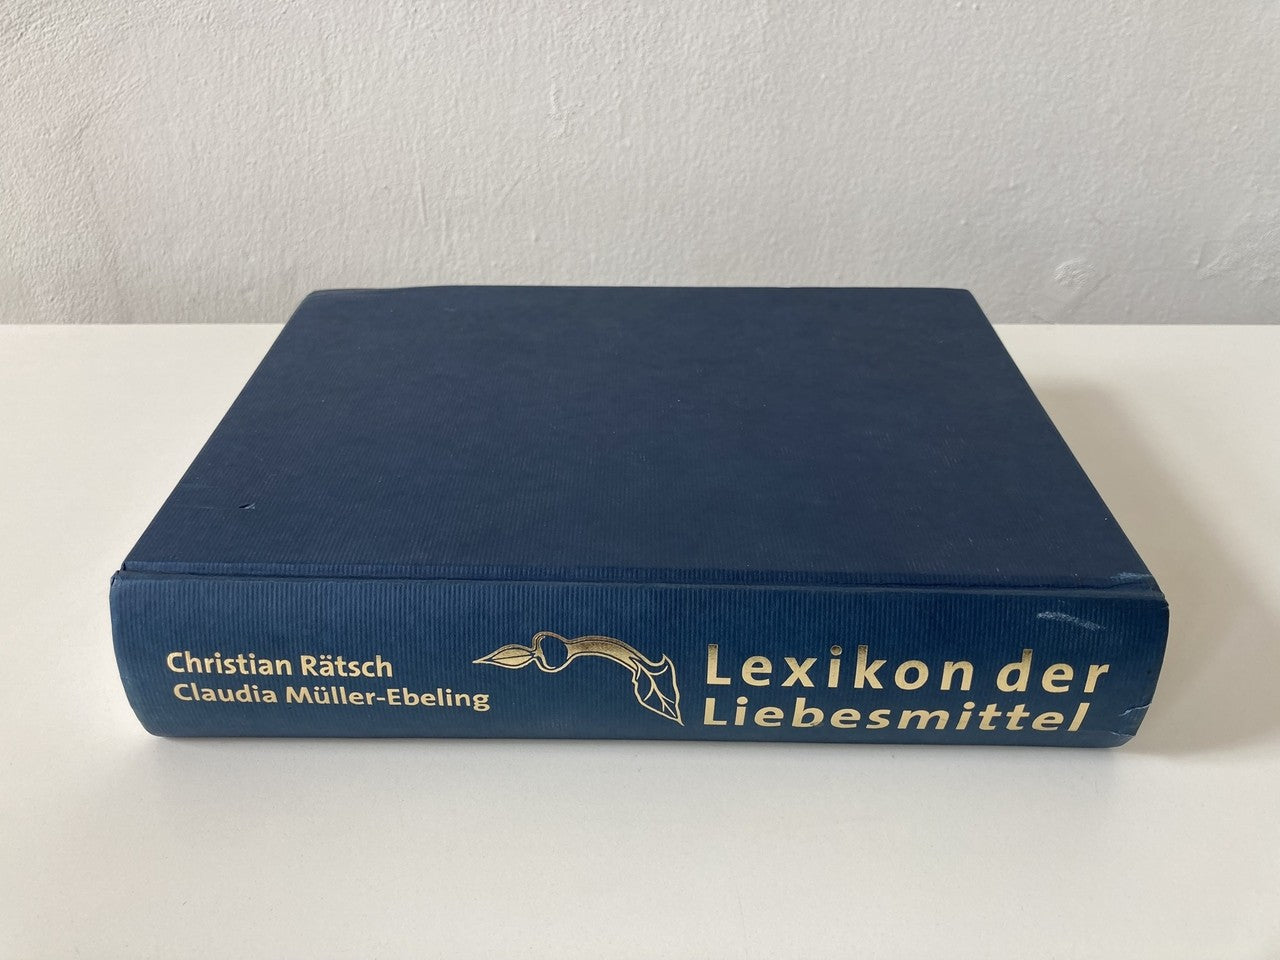 Christian Rätsch
Claudia Müller-Ebeling
Lexikon der
Liebesmittel